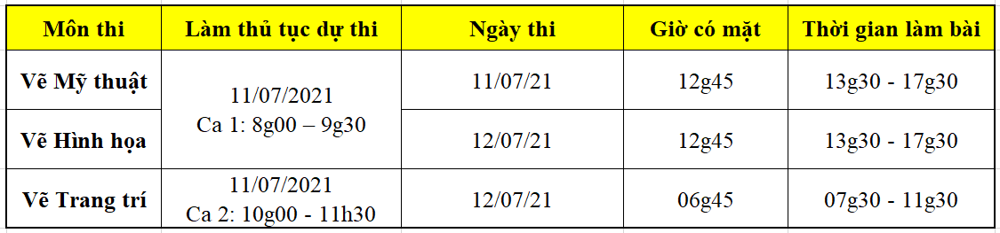 Môn thi Làm thủ tục dự thi Ngày thi Giờ có mặt Thời gian làm bài
Vẽ Mỹ thuật 11/07/21 12g45 13g30 - 17g30
11/07/2021
Ca 1: 8g00 – 9g30
Vẽ Hình họa 12/07/21 12g45 13g30 - 17g30
11/07/2021
Vẽ Trang trí 12/07/21 06g45 07g30 - 11g30
Ca 2: 10g00 - 11h30